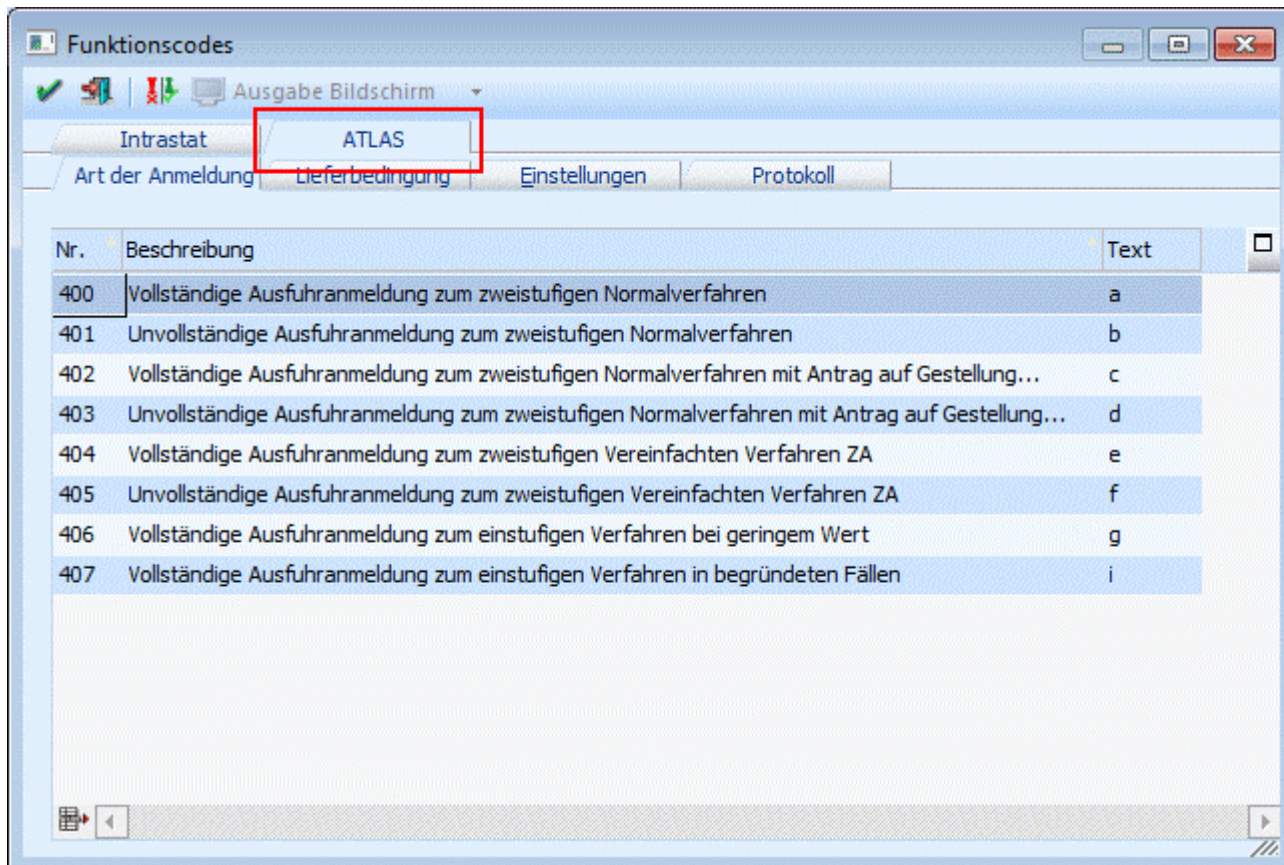 Funktionscodes
Ausgabe Bildschirm
Intrastat ATLAS
Art der Anmeldung Lieferbedingung Einstellungen Protokoll
Nr. Beschreibung Text
400 Vollständige Ausfuhranmeldung zum zweistufigen Normalverfahren a
401 Unvollständige Ausfuhranmeldung zum zweistufigen Normalverfahren b
402 Vollständige Ausfuhranmeldung zum zweistufigen Normalverfahren mit Antrag auf Gestellung... c
403 Unvollständige Ausfuhranmeldung zum zweistufigen Normalverfahren mit Antrag auf Gestellung... d
404 Vollständige Ausfuhranmeldung zum zweistufigen Vereinfachten Verfahren ZA e
405 Unvollständige Ausfuhranmeldung zum zweistufigen Vereinfachten Verfahren ZA f
406 Vollständige Ausfuhranmeldung zum einstufigen Verfahren bei geringem Wert g
407 Vollständige Ausfuhranmeldung zum einstufigen Verfahren in begründeten Fällen i